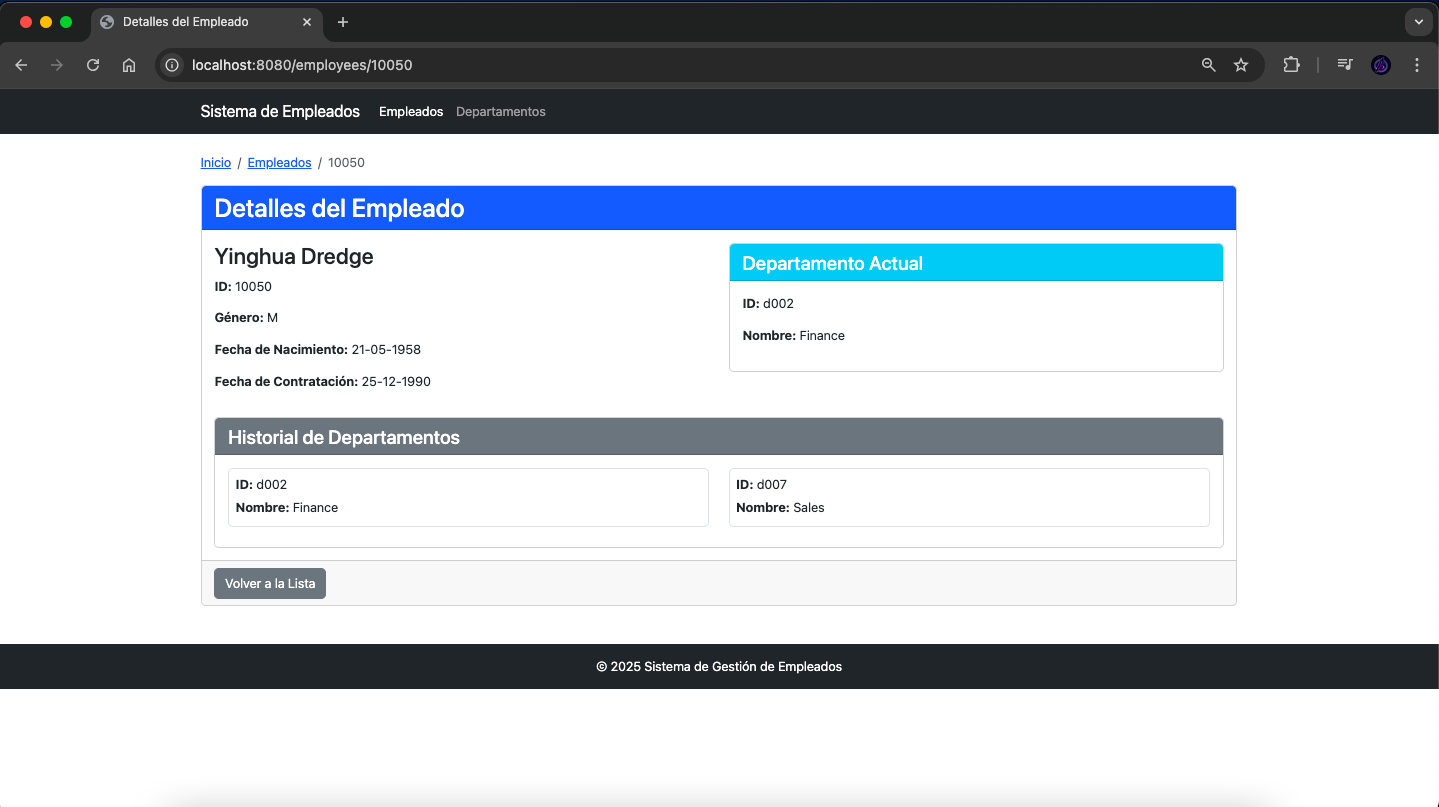 Detalles del Empleado
localhost:8080/employees/10050
Sistema de Empleados Empleados Departamentos
Inicio / Empleados / 10050
Detalles del Empleado
Yinghua Dredge
ID: 10050
Género: M
Fecha de Nacimiento: 21-05-1958
Fecha de Contratación: 25-12-1990
Departamento Actual
ID: d002
Nombre: Finance
Historial de Departamentos
ID: d002
Nombre: Finance
ID: d007
Nombre: Sales
Volver a la Lista
© 2025 Sistema de Gestión de Empleados